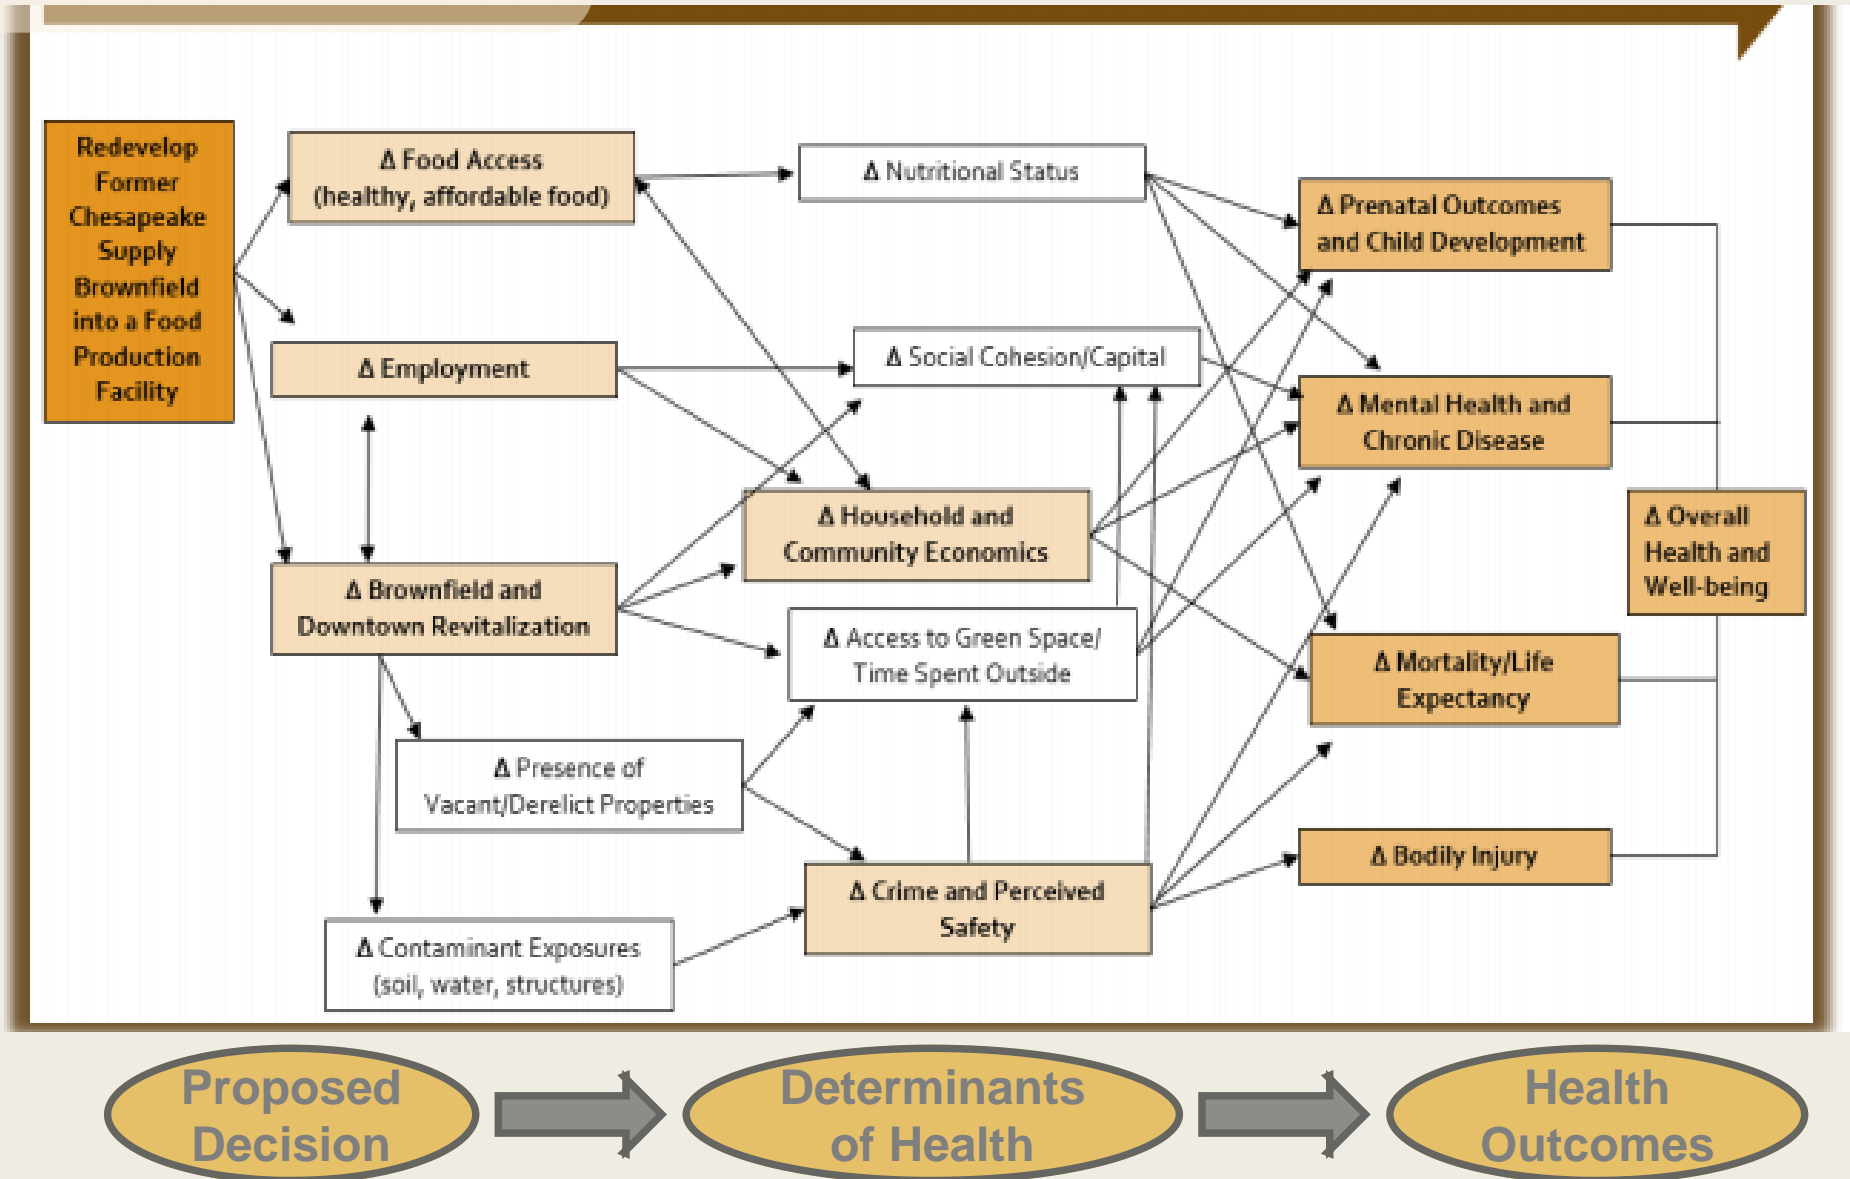 Redevelop
Former
Chesapeake
Supply
Brownfield
into a Food
Production
Facility
Δ Food Access
(healthy, affordable food)
Δ Employment
Δ Brownfield and
Downtown Revitalization
Δ Presence of
Vacant/Derelict Properties
Δ Contaminant Exposures
(soil, water, structures)
Δ Nutritional Status
Δ Social Cohesion/Capital
Δ Household and
Community Economics
Δ Access to Green Space/
Time Spent Outside
Δ Crime and Perceived
Safety
Δ Prenatal Outcomes
and Child Development
Δ Mental Health and
Chronic Disease
Δ Mortality/Life
Expectancy
Δ Bodily Injury
Δ Overall
Health and
Well-being
Proposed
Decision
Determinants
of Health
Health
Outcomes